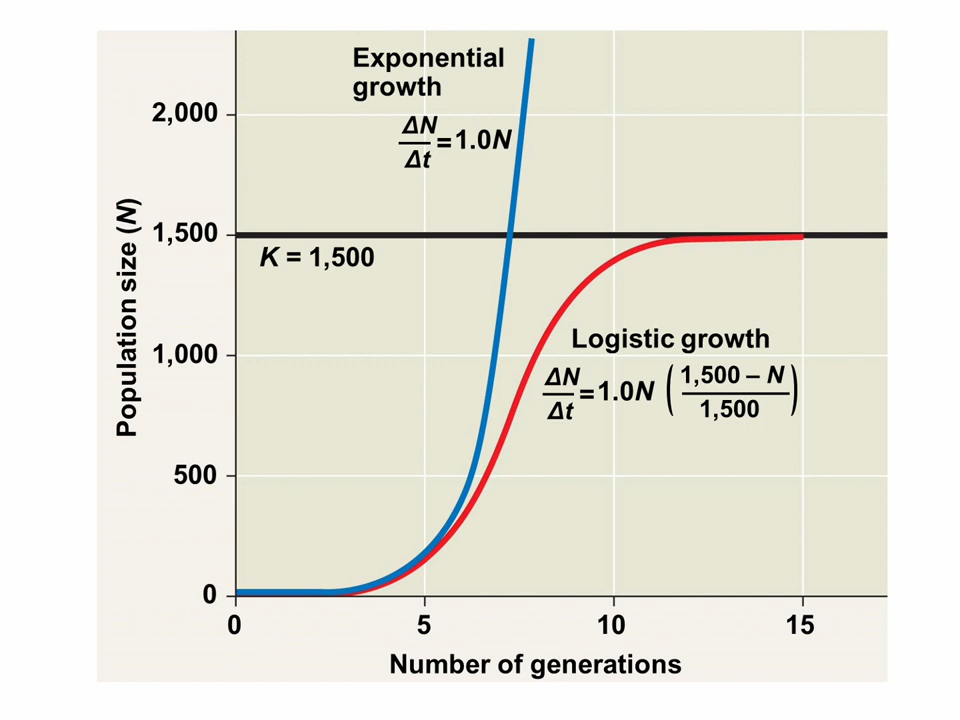 Exponential
growth
ΔN
Δt
= 1.0N
2,000
1,500
1,000
500
0
Population size (N)
K = 1,500
Logistic growth
ΔN
Δt
= 1.0N
(1,500 – N)
1,500
0 5 10 15
Number of generations